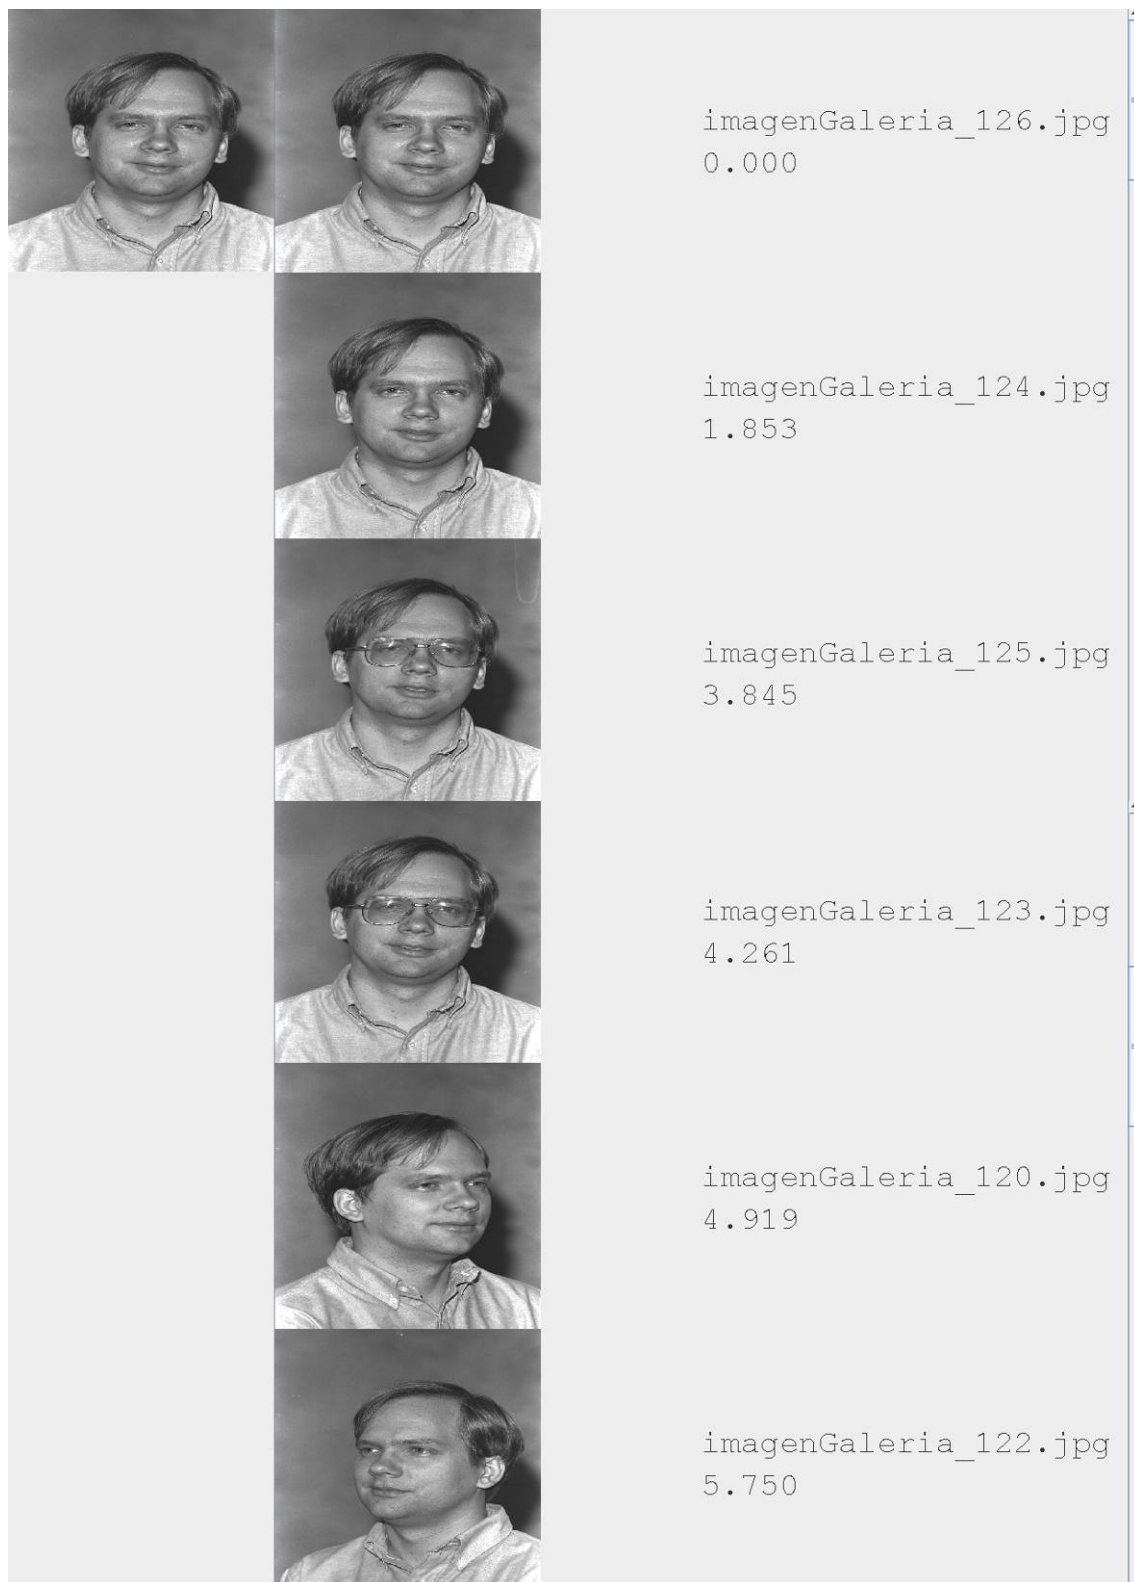 imagenGaleria_126.jpg
0.000
imagenGaleria_124.jpg
1.853
imagenGaleria_125.jpg
3.845
imagenGaleria_123.jpg
4.261
imagenGaleria_120.jpg
4.919
imagenGaleria_122.jpg
5.750